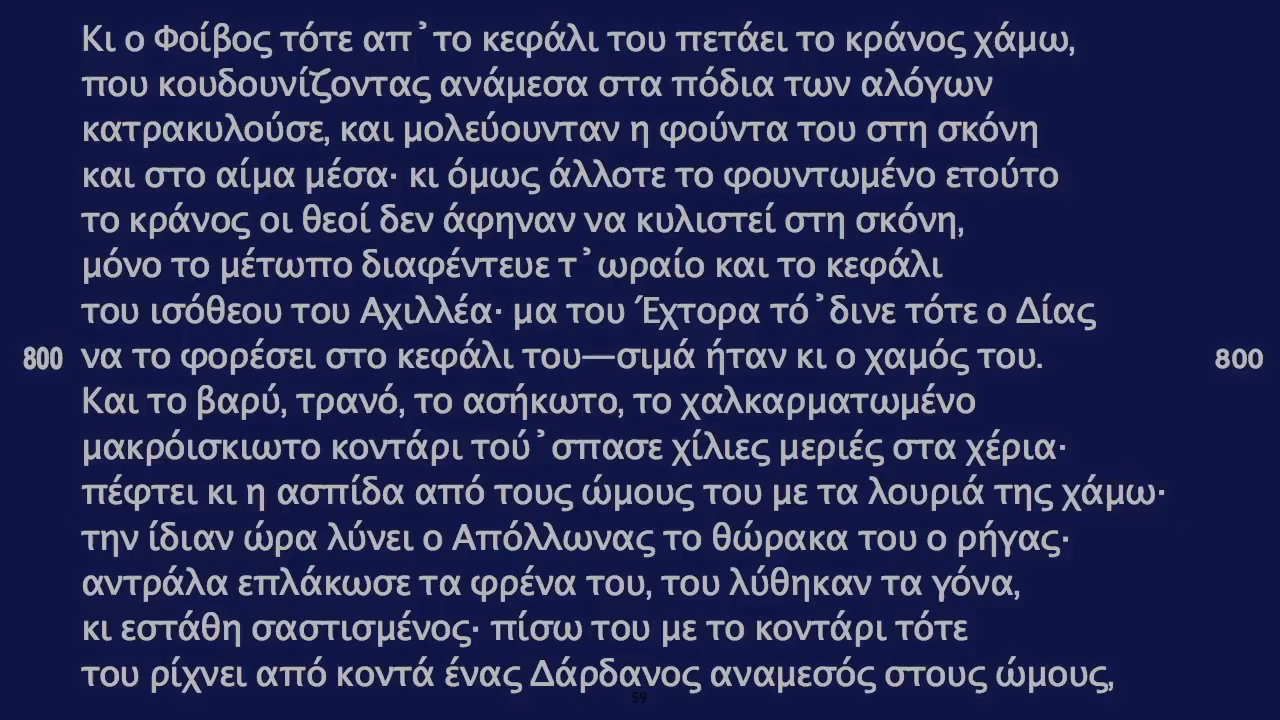 Κι ο Φοίβος τότε απ᾿ το κεφάλι του πετάει το κράνος χάμω,
που κουδουνίζοντας ανάμεσα στα πόδια των αλόγων
κατρακυλούσε, και μολεύουνταν η φούντα του στη σκόνη
και στο αίμα μέσα· κι όμως άλλοτε το φουντωμένο ετούτο
το κράνος οι θεοί δεν άφηναν να κυλιστεί στη σκόνη,
μόνο το μέτωπο διαφέντευε τ᾿ ωραίο και το κεφάλι
του ισόθεου του Αχιλλέα· μα του Έχτορα τό᾿ δινε τότε ο Δίας
800 να το φορέσει στο κεφάλι του—σιμά ήταν κι ο χαμός του. 800
Και το βαρύ, τρανό, το ασήκωτο, το χαλκαρματωμένο
μακρόισκιωτο κοντάρι τού᾿ σπασε χίλιες μεριές στα χέρια·
πέφτει κι η ασπίδα από τους ώμους του με τα λουριά της χάμω·
την ίδιαν ώρα λύνει ο Απόλλωνας το θώρακα του ο ρήγας·
αντράλα επλάκωσε τα φρένα του, του λύθηκαν τα γόνα,
κι εστάθη σαστισμένος· πίσω του με το κοντάρι τότε
του ρίχνει από κοντά ένας Δάρδανος αναμεσός στους ώμους,
59